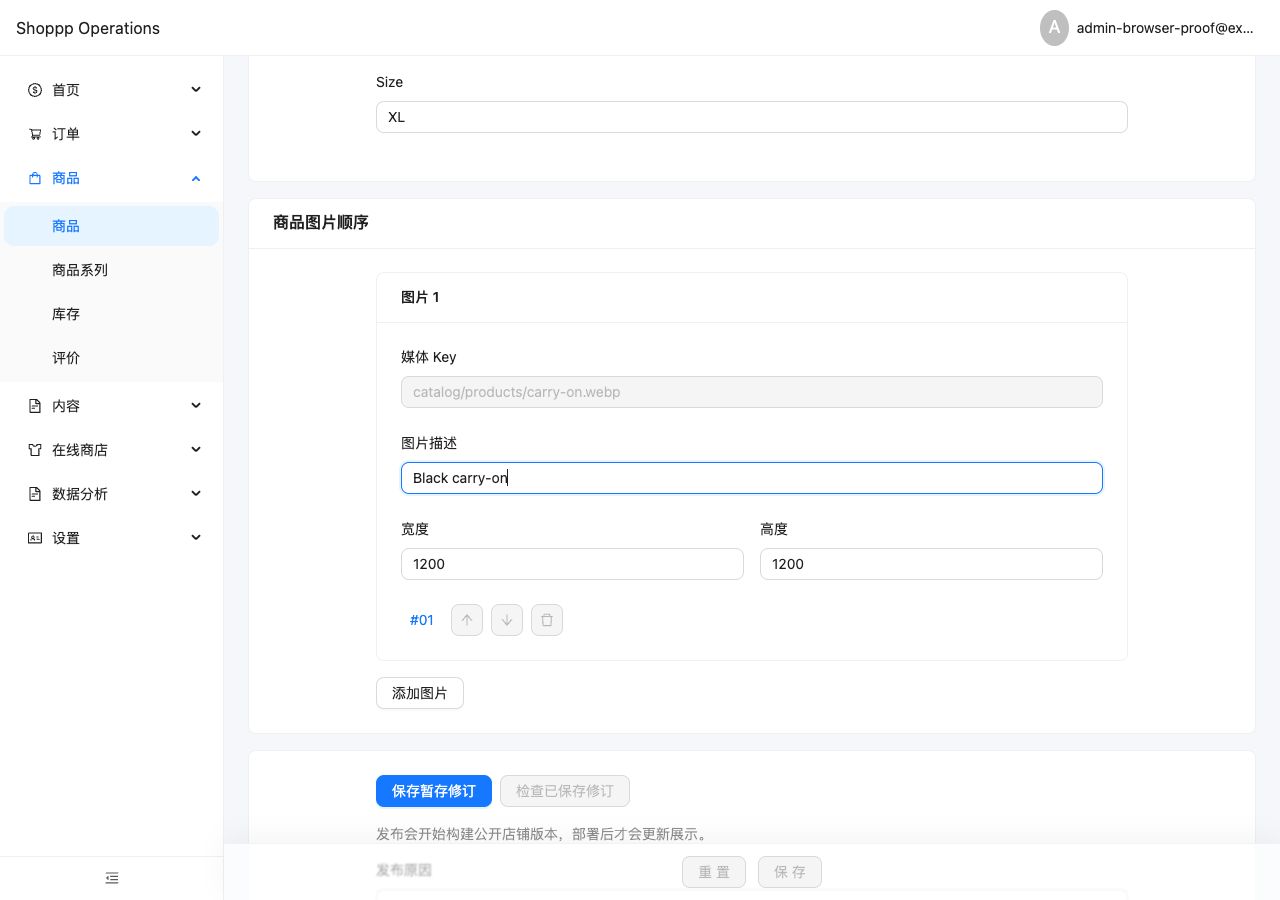 Shoppp Operations
A
admin-browser-proof@ex...
首页
订单
商品
商品
商品系列
库存
评价
内容
在线商店
数据分析
设置
Size
XL
商品图片顺序
图片 1
媒体 Key
catalog/products/carry-on.webp
图片描述
Black carry-on
宽度
高度
1200
1200
#01
添加图片
保存暂存修订
检查已保存修订
发布会开始构建公开店铺版本，部署后才会更新展示。
发布原因
重 置
保 存